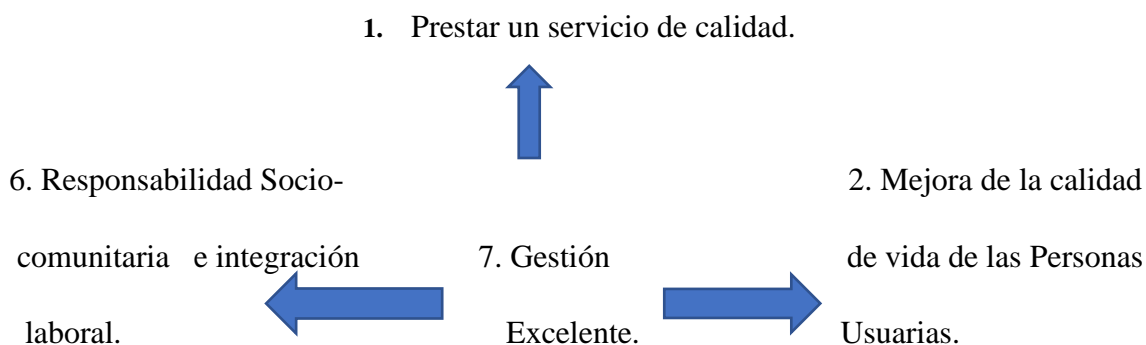 1. Prestar un servicio de calidad.
6. Responsabilidad Socio-
comunitaria e integración
laboral.
7. Gestión
Excelente.
2. Mejora de la calidad
de vida de las Personas
Usuarias.